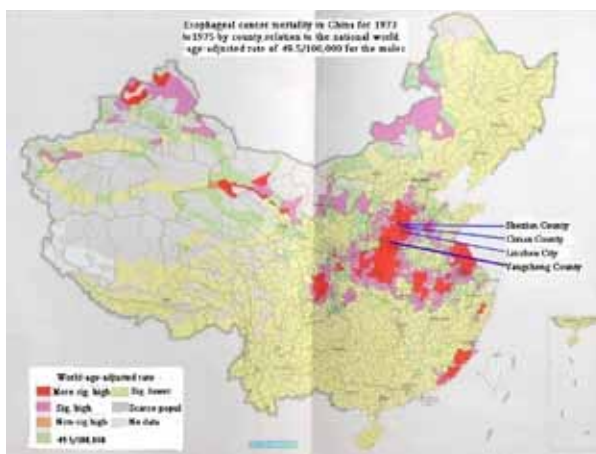 Esophageal cancer mortality in China for 1973
to 1975 by county,relation to the national world
-age-adjusted rate of 49.5/100,000 for the males
Shexian County
Cixian County
Linzhou City
Yangcheng County
World-age-adjusted rate
More sig. high
Sig. lower
Sig. high
Scarce popul
Non-sig high
No data
49.5/100,000